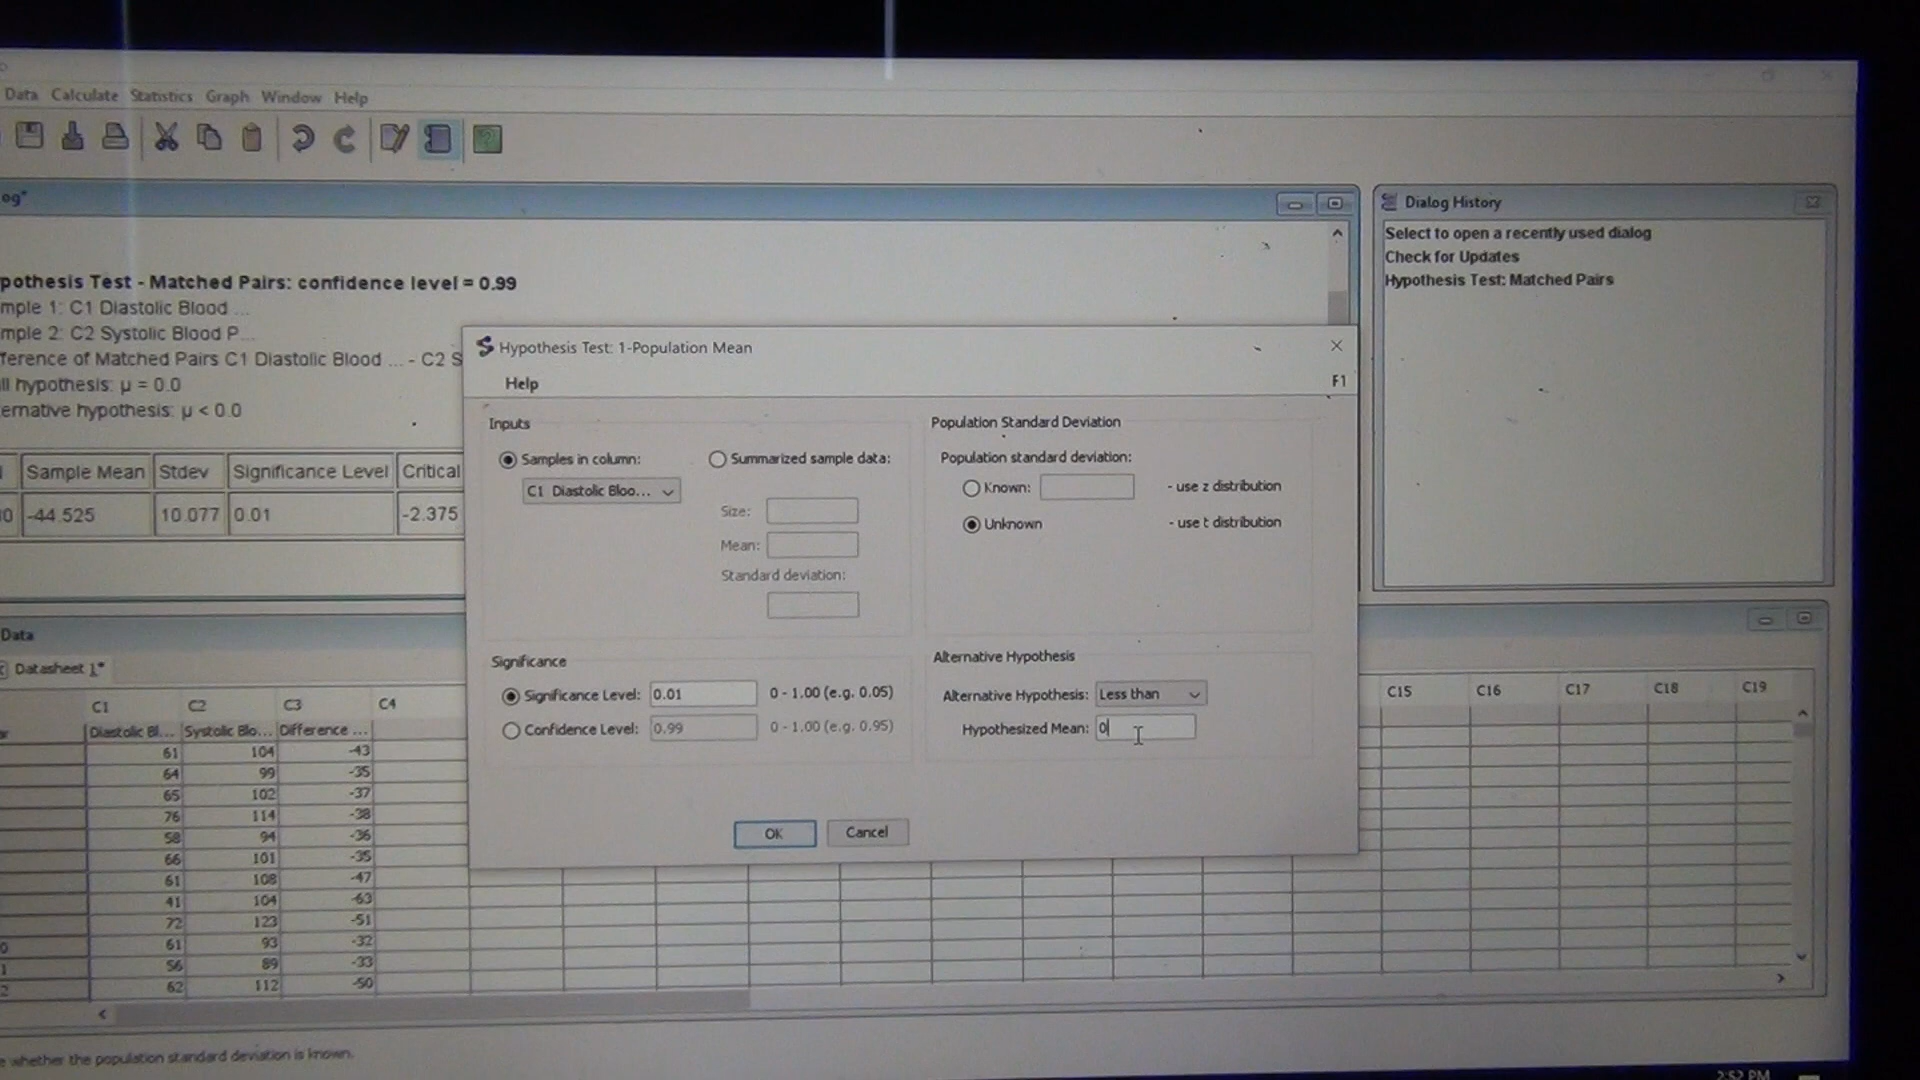 Data Calculate Statistics Graph Window Help
og*
Dialog History
Select to open a recently used dialog
Check for Updates
Hypothesis Test: Matched Pairs
pothesis Test - Matched Pairs: confidence level = 0.99
mple 1: C1 Diastolic Blood ...
mple 2: C2 Systolic Blood P...
ference of Matched Pairs C1 Diastolic Blood ... - C2 S
ll hypothesis: μ = 0.0
ernative hypothesis: μ < 0.0
Sample Mean Stdev Significance Level Critical
0 -44.525 10.077 0.01 -2.375
Hypothesis Test: 1-Population Mean
Help F1
Inputs
Samples in column: Summarized sample data:
C1 Diastolic Bloo...
Size:
Mean:
Standard deviation:
Population Standard Deviation
Population standard deviation:
Known: - use z distribution
Unknown - use t distribution
Significance
Significance Level: 0.01 0 - 1.00 (e.g. 0.05)
Confidence Level: 0.99 0 - 1.00 (e.g. 0.95)
Alternative Hypothesis
Alternative Hypothesis: Less than
Hypothesized Mean: 0
OK Cancel
Data
Datasheet 1*
C1 C2 C3 C4 C15 C16 C17 C18 C19
Diastolic Bl... Systolic Blo... Difference ...
61 104 -43
64 99 -35
65 102 -37
76 114 -38
58 94 -36
66 101 -35
61 108 -47
41 104 -63
72 123 -51
0 61 93 -32
1 56 89 -33
2 62 112 -50
e whether the population standard deviation is known.
2:52 PM